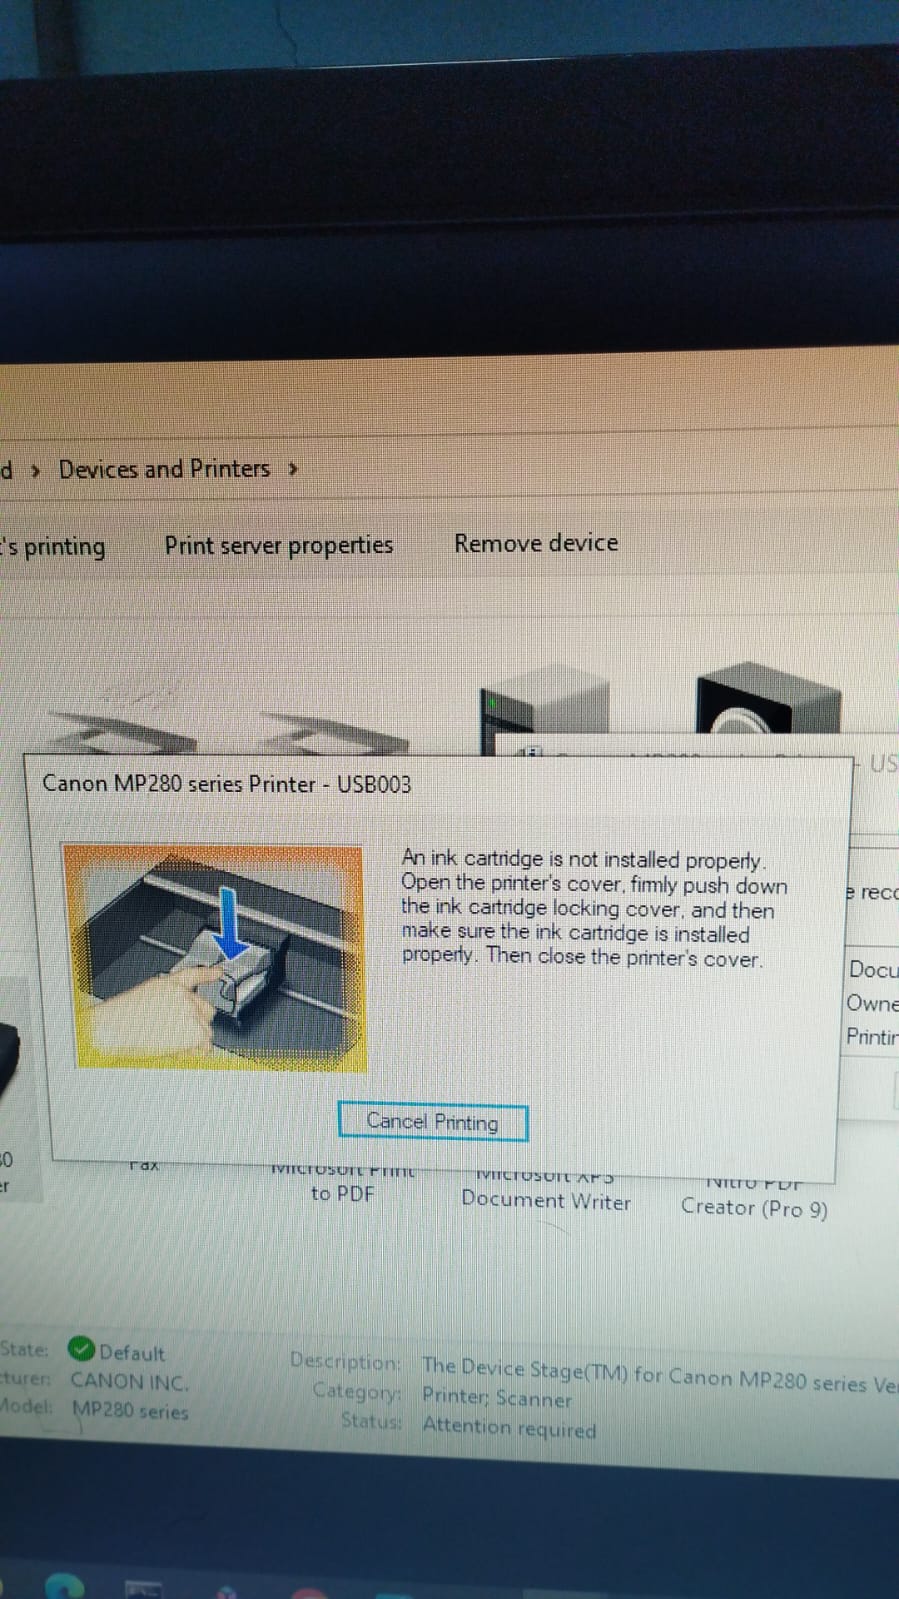 d > Devices and Printers >
's printing Print server properties Remove device
Canon MP280 series Printer - USB003
US
An ink cartridge is not installed properly.
Open the printer's cover, firmly push down
the ink cartridge locking cover, and then
make sure the ink cartridge is installed
properly. Then close the printer's cover.
e reco
Docu
Owne
Printin
Cancel Printing
Fax Microsoft Print Microsoft XPS Nitro PDF
to PDF Document Writer Creator (Pro 9)
State: Default
cturer: CANON INC.
Model: MP280 series
Description: The Device Stage(TM) for Canon MP280 series Ve
Category: Printer; Scanner
Status: Attention required